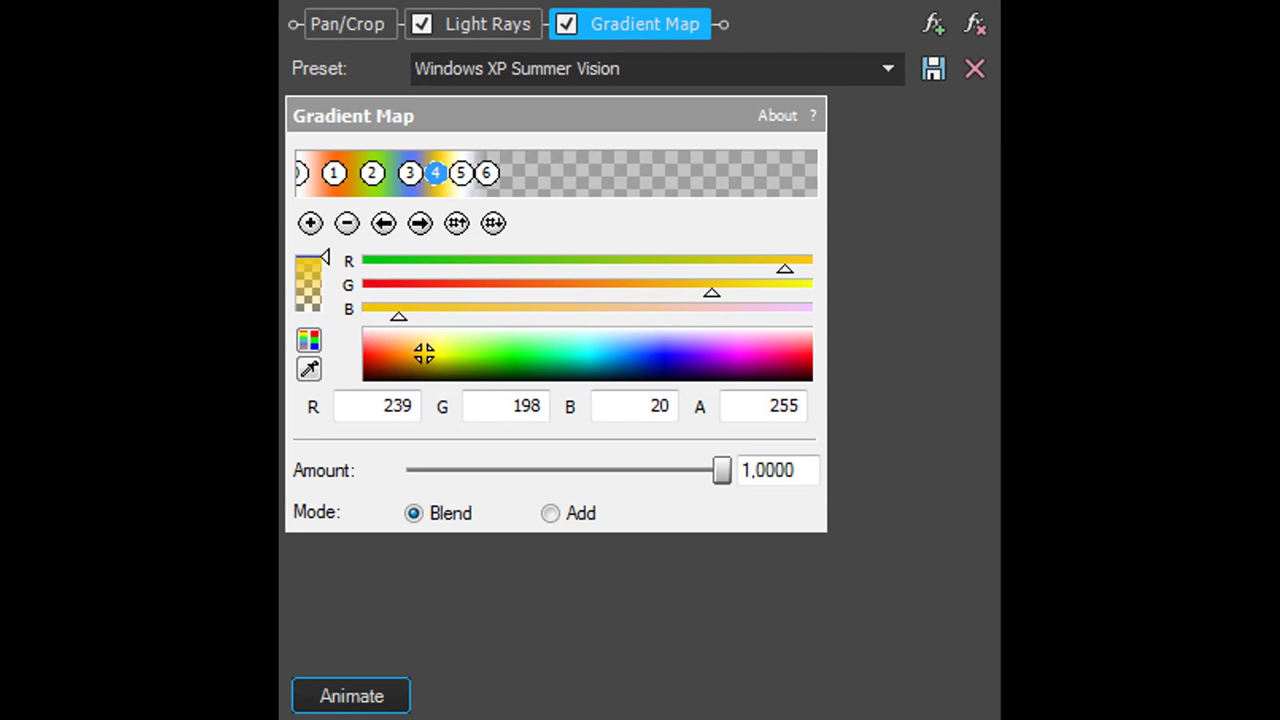 Pan/Crop Light Rays Gradient Map
Preset: Windows XP Summer Vision
Gradient Map About ?
1 2 3 4 5 6
R
G
B
R 239 G 198 B 20 A 255
Amount: 1,0000
Mode: Blend Add
Animate